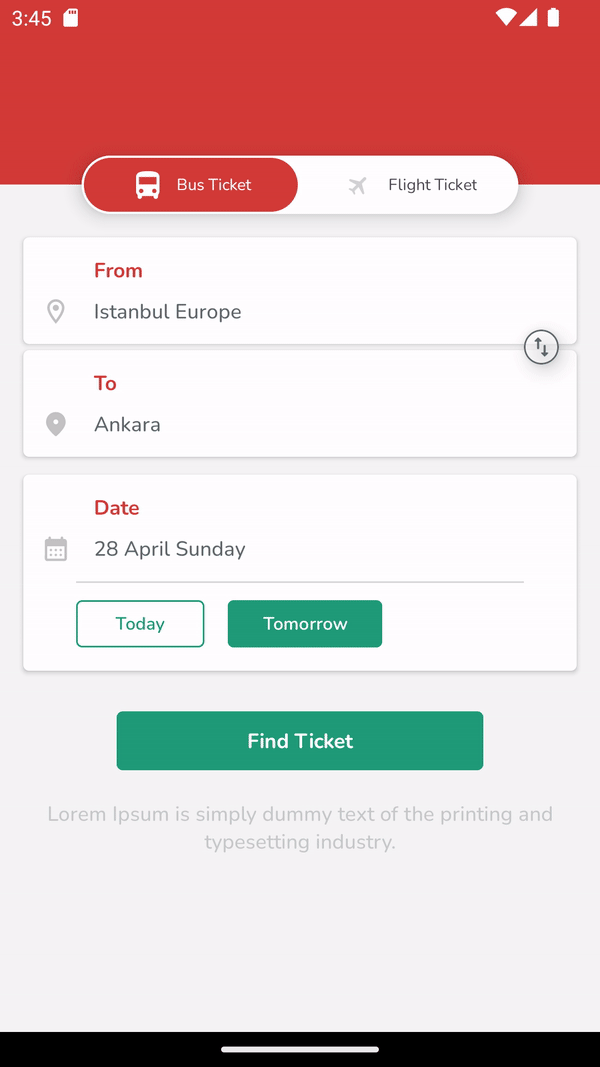 3:45
Bus Ticket
Flight Ticket
From
Istanbul Europe
To
Ankara
Date
28 April Sunday
Today
Tomorrow
Find Ticket
Lorem Ipsum is simply dummy text of the printing and
typesetting industry.